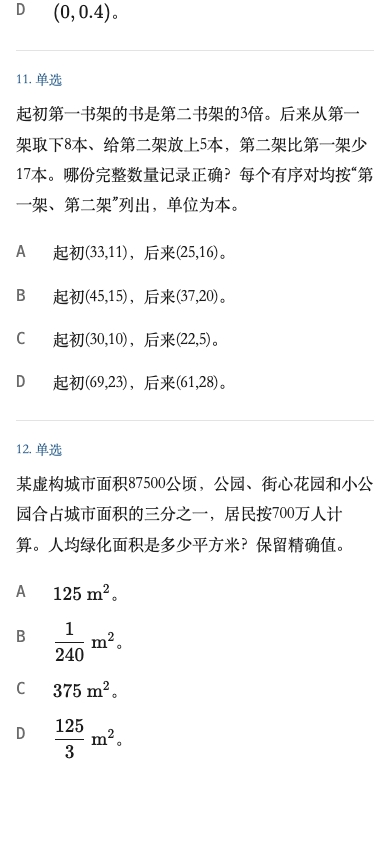 D (0, 0.4)。
11. 单选
起初第一书架的书是第二书架的3倍。后来从第一
架取下8本、给第二架放上5本，第二架比第一架少
17本。哪份完整数量记录正确？每个有序对均按“第
一架、第二架”列出，单位为本。
A 起初(33,11)，后来(25,16)。
B 起初(45,15)，后来(37,20)。
C 起初(30,10)，后来(22,5)。
D 起初(69,23)，后来(61,28)。
12. 单选
某虚构城市面积87500公顷，公园、街心花园和小公
园合占城市面积的三分之一，居民按700万人计
算。人均绿化面积是多少平方米？保留精确值。
A 125 m²。
B 1/240 m²。
C 375 m²。
D 125/3 m²。